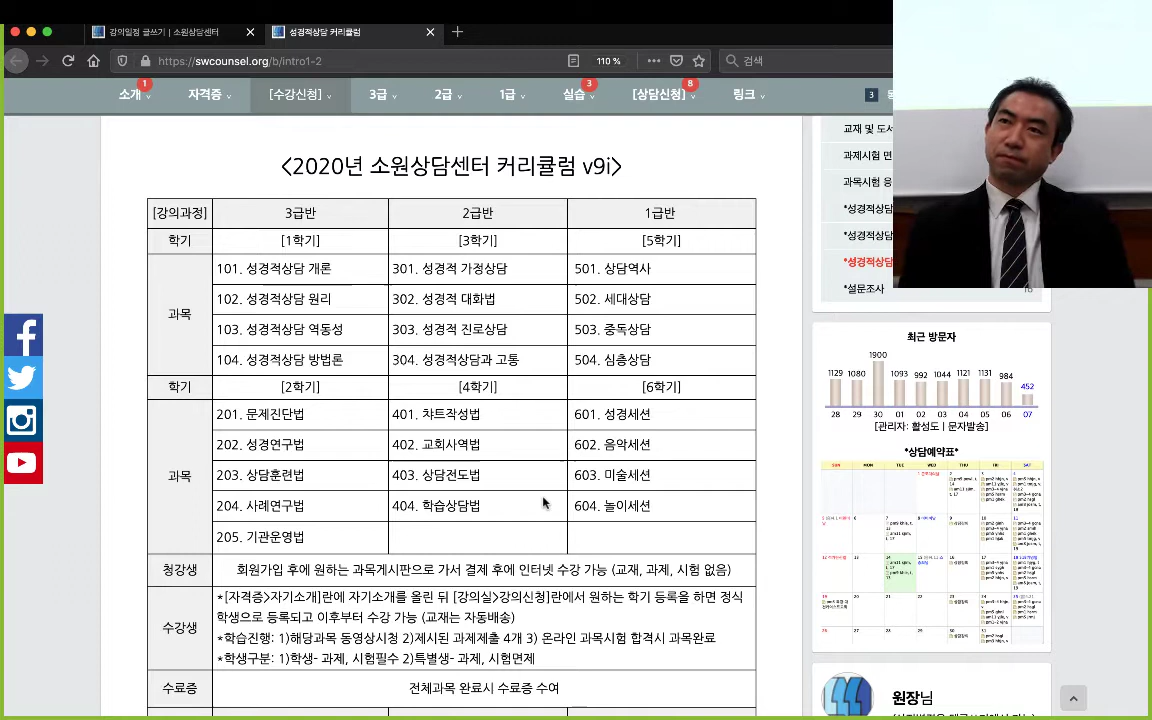 강의일정 글쓰기 | 소원상담센터
성경적상담 커리큘럼
https://swcounsel.org/b/intro1-2
110 %
검색
소개 1
자격증
[수강신청]
3급
2급
1급
실습 3
[상담신청] 8
링크
3
교재 및 도서
과제시험 면
과목시험 응
*성경적상담
*성경적상담
*성경적상담
*설문조사
<2020년 소원상담센터 커리큘럼 v9i>
[강의과정] 3급반 2급반 1급반
학기 [1학기] [3학기] [5학기]
과목
101. 성경적상담 개론 301. 성경적 가정상담 501. 상담역사
102. 성경적상담 원리 302. 성경적 대화법 502. 세대상담
103. 성경적상담 역동성 303. 성경적 진로상담 503. 중독상담
104. 성경적상담 방법론 304. 성경적상담과 고통 504. 심층상담
학기 [2학기] [4학기] [6학기]
과목
201. 문제진단법 401. 챠트작성법 601. 성경세션
202. 성경연구법 402. 교회사역법 602. 음악세션
203. 상담훈련법 403. 상담전도법 603. 미술세션
204. 사례연구법 404. 학습상담법 604. 놀이세션
205. 기관운영법
청강생 회원가입 후에 원하는 과목게시판으로 가서 결제 후에 인터넷 수강 가능 (교재, 과제, 시험 없음)
수강생
*[자격증>자기소개]란에 자기소개를 올린 뒤 [강의실>강의신청]란에서 원하는 학기 등록을 하면 정식
학생으로 등록되고 이후부터 수강 가능 (교재는 자동배송)
*학습진행: 1)해당과목 동영상시청 2)제시된 과제제출 4개 3) 온라인 과목시험 합격시 과목완료
*학생구분: 1)학생- 과제, 시험필수 2)특별생- 과제, 시험면제
수료증 전체과목 완료시 수료증 수여
최근 방문자
1129 1080 1900 1093 992 1044 1121 1131 984 452
28 29 30 01 02 03 04 05 06 07
[관리자: 활성도 | 문자발송]
*상담예약표*
SUN MON TUE WED THU FRI SAT
원장님